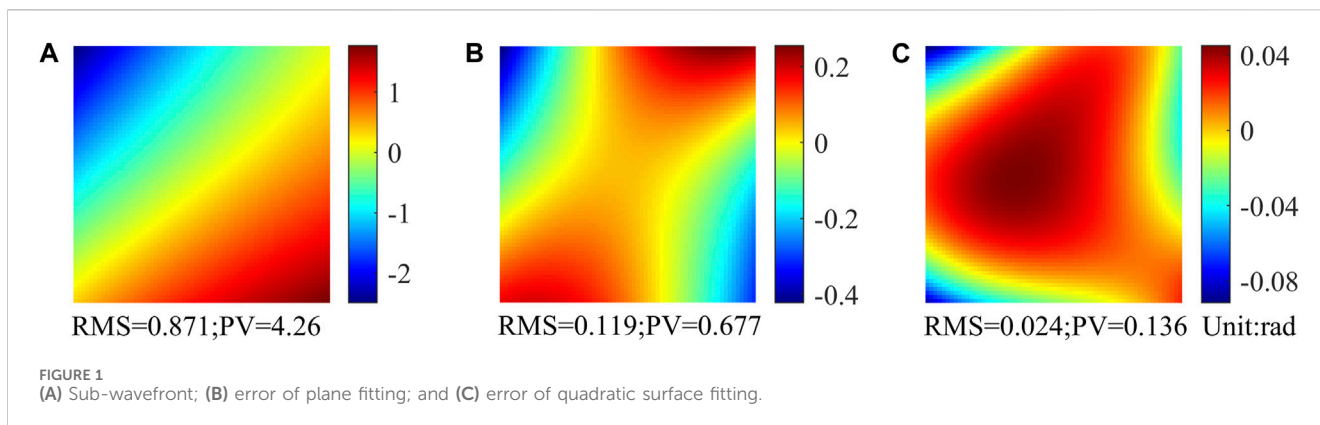 A
1
0
-1
-2
RMS=0.871;PV=4.26
B
0.2
0
-0.2
-0.4
RMS=0.119;PV=0.677
C
0.04
0
-0.04
-0.08
RMS=0.024;PV=0.136 Unit:rad
FIGURE 1
(A) Sub-wavefront; (B) error of plane fitting; and (C) error of quadratic surface fitting.